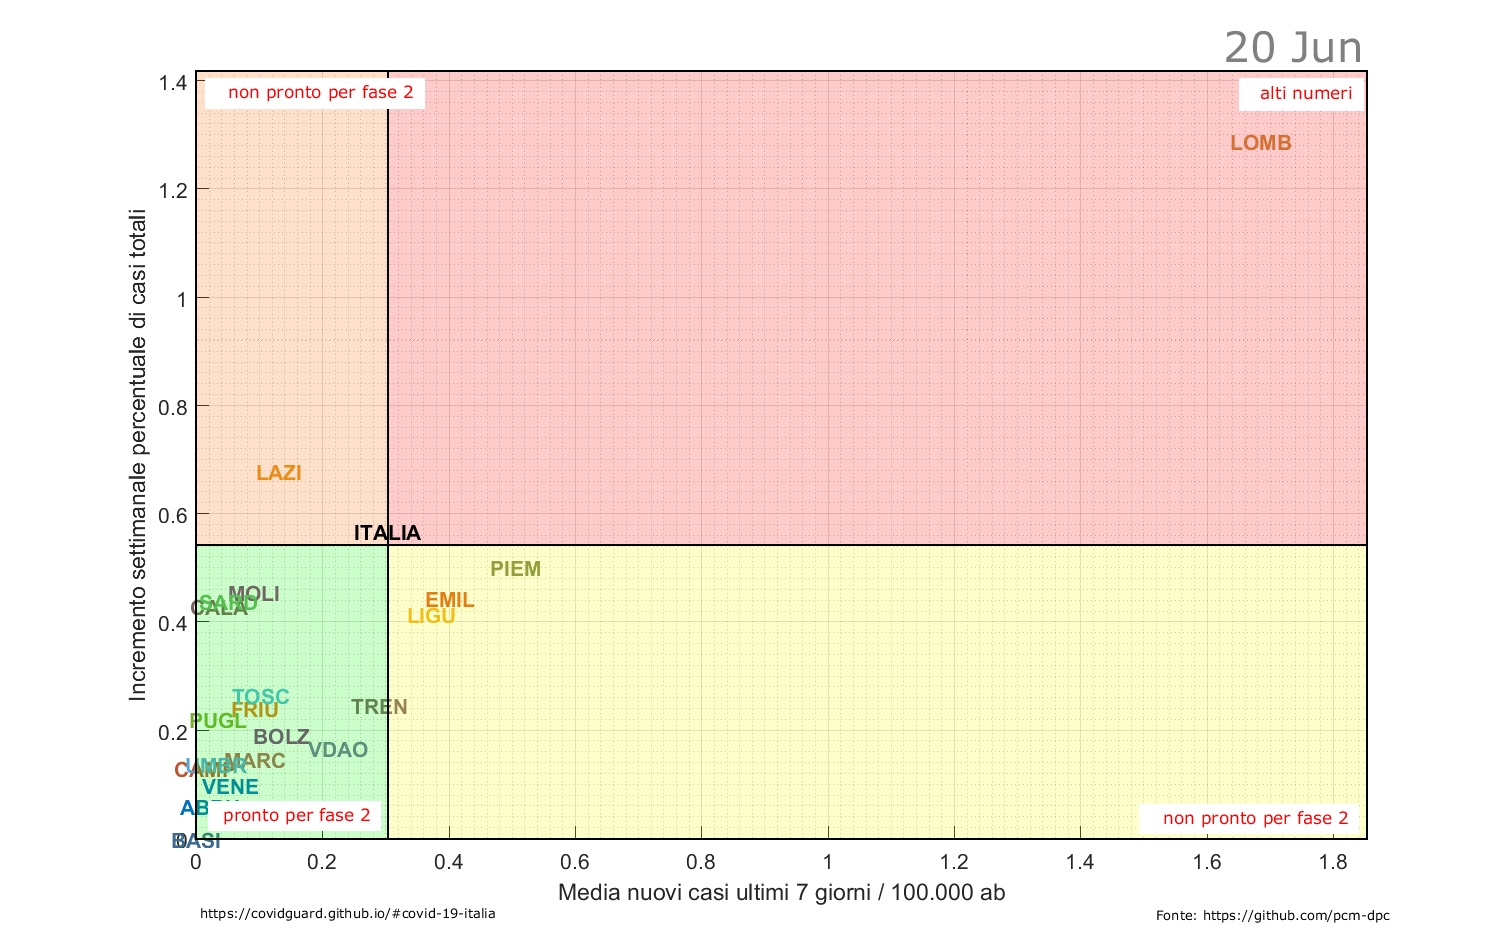 20 Jun
1.4
non pronto per fase 2
alti numeri
LOMB
1.2
1
0.8
LAZI
0.6
ITALIA
PIEM
MOLI
SARD
CALA
EMIL
LIGU
0.4
TOSC
FRIU
TREN
PUGL
0.2
BOLZ
VDAO
MARC
UMBR
CAMP
VENE
pronto per fase 2
non pronto per fase 2
BASI
0
0
0.2
0.4
0.6
0.8
1
1.2
1.4
1.6
1.8
Incremento settimanale percentuale di casi totali
Media nuovi casi ultimi 7 giorni / 100.000 ab
https://covidguard.github.io/#covid-19-italia
Fonte: https://github.com/pcm-dpc